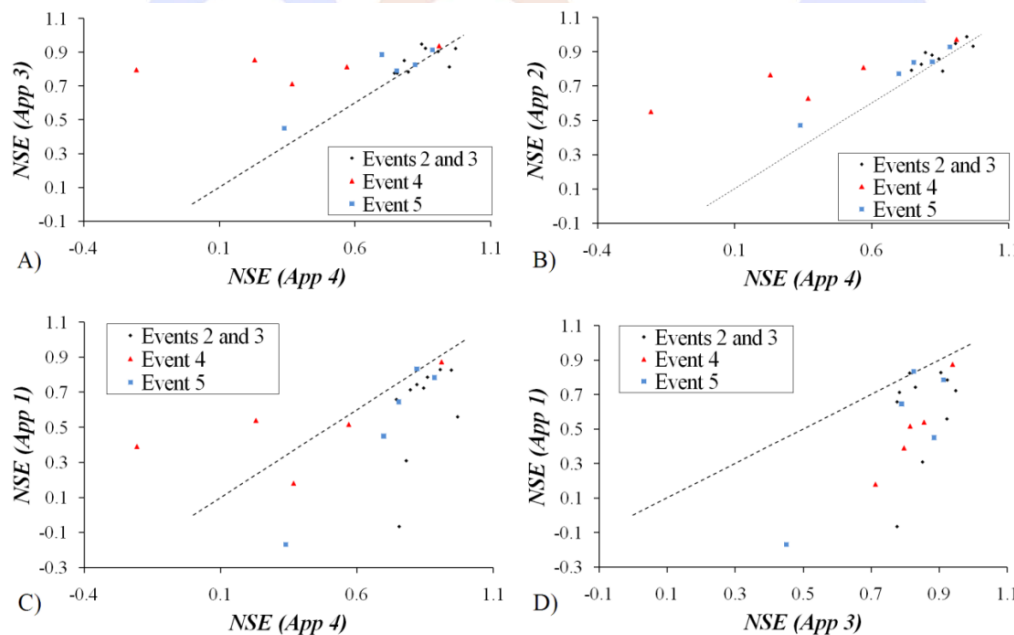 1.1
0.9
0.7
0.5
0.3
0.1
-0.1
-0.4
0.6
1.1
NSE (App 3)
NSE (App 4)
Events 2 and 3
Event 4
Event 5
A)
1.1
0.9
0.7
0.5
0.3
0.1
-0.1
-0.4
0.1
0.6
1.1
NSE (App 2)
NSE (App 4)
Events 2 and 3
Event 4
Event 5
B)
1.1
0.9
0.7
0.5
0.3
0.1
-0.1
-0.3
-0.4
0.1
0.6
1.1
NSE (App 1)
NSE (App 4)
Events 2 and 3
Event 4
Event 5
C)
1.1
0.9
0.7
0.5
0.3
0.1
-0.1
-0.3
-0.1
0.1
0.3
0.5
0.7
0.9
1.1
NSE (App 1)
NSE (App 3)
Events 2 and 3
Event 4
Event 5
D)